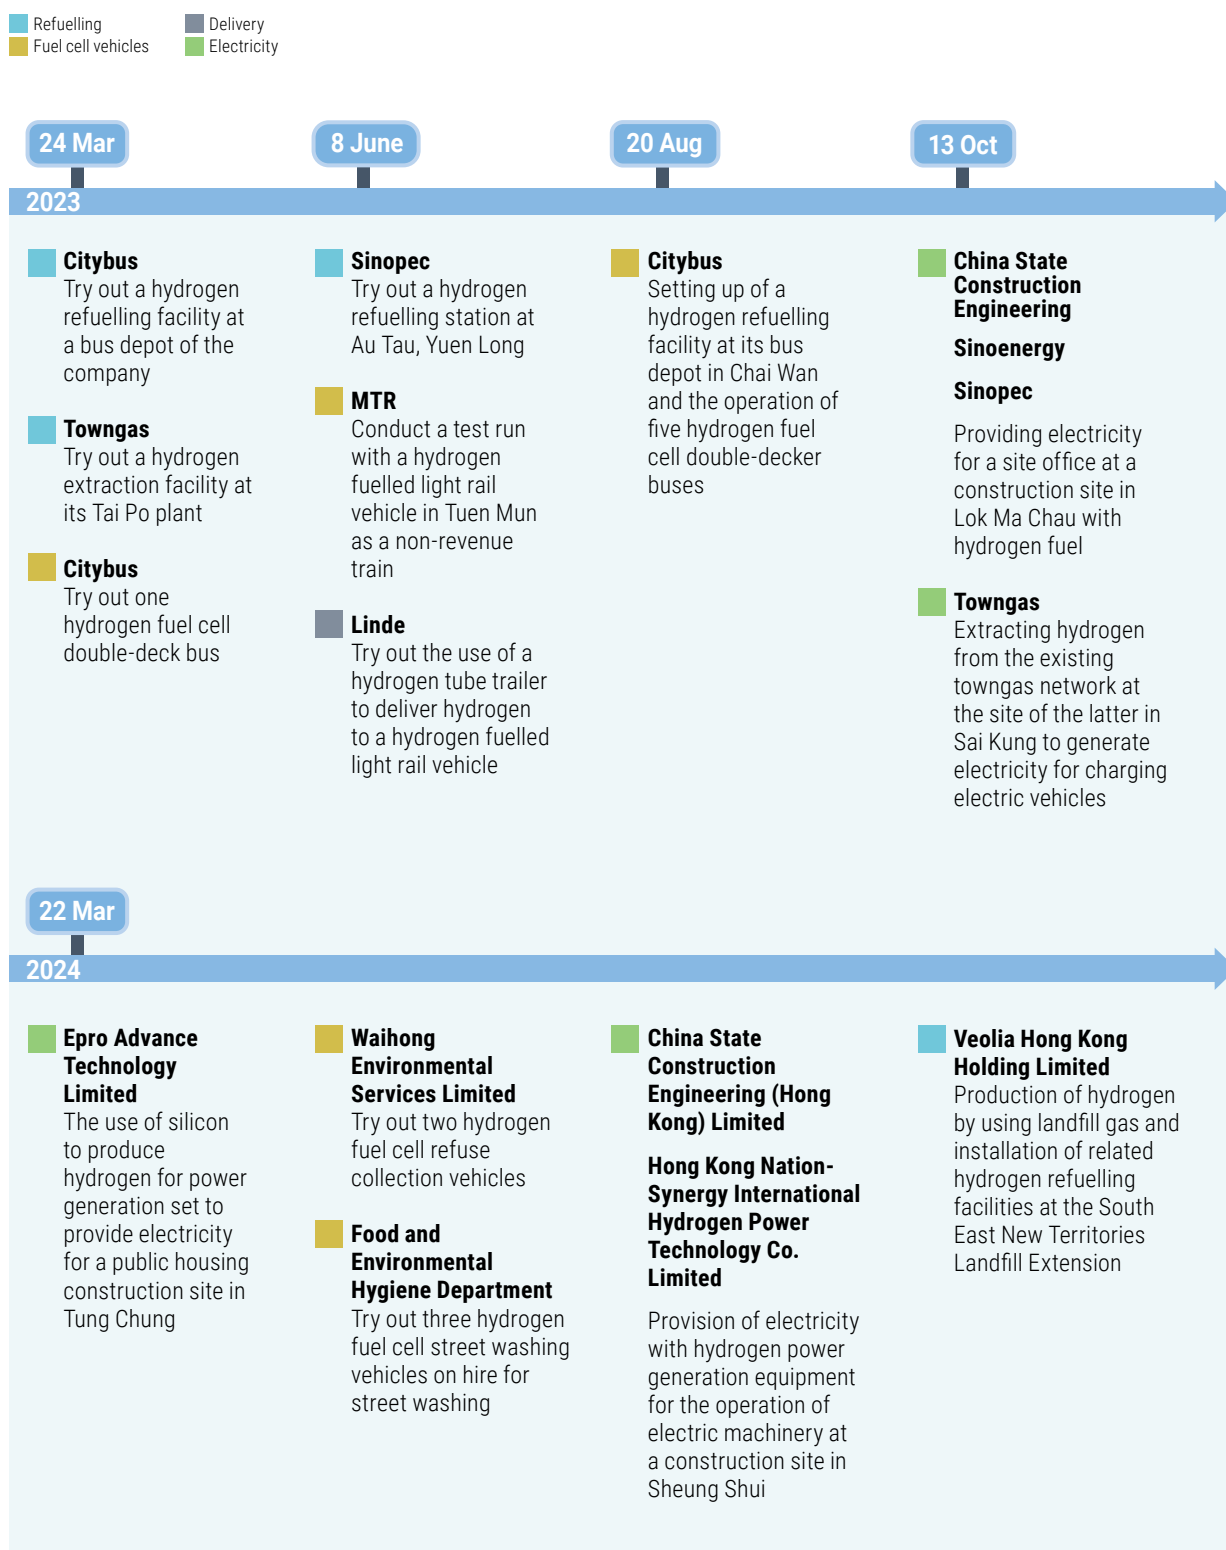 Refuelling
Fuel cell vehicles
Delivery
Electricity
24 Mar
8 June
20 Aug
13 Oct
2023
Citybus
Try out a hydrogen
refuelling facility at
a bus depot of the
company
Towngas
Try out a hydrogen
extraction facility at
its Tai Po plant
Citybus
Try out one
hydrogen fuel cell
double-deck bus
Sinopec
Try out a hydrogen
refuelling station at
Au Tau, Yuen Long
MTR
Conduct a test run
with a hydrogen
fuelled light rail
vehicle in Tuen Mun
as a non-revenue
train
Linde
Try out the use of a
hydrogen tube trailer
to deliver hydrogen
to a hydrogen fuelled
light rail vehicle
Citybus
Setting up of a
hydrogen refuelling
facility at its bus
depot in Chai Wan
and the operation of
five hydrogen fuel
cell double-decker
buses
China State
Construction
Engineering
Sinoenergy
Sinopec
Providing electricity
for a site office at a
construction site in
Lok Ma Chau with
hydrogen fuel
Towngas
Extracting hydrogen
from the existing
towngas network at
the site of the latter in
Sai Kung to generate
electricity for charging
electric vehicles
22 Mar
2024
Epro Advance
Technology
Limited
The use of silicon
to produce
hydrogen for power
generation set to
provide electricity
for a public housing
construction site in
Tung Chung
Waihong
Environmental
Services Limited
Try out two hydrogen
fuel cell refuse
collection vehicles
Food and
Environmental
Hygiene Department
Try out three hydrogen
fuel cell street washing
vehicles on hire for
street washing
China State
Construction
Engineering (Hong
Kong) Limited
Hong Kong Nation-
Synergy International
Hydrogen Power
Technology Co.
Limited
Provision of electricity
with hydrogen power
generation equipment
for the operation of
electric machinery at
a construction site in
Sheung Shui
Veolia Hong Kong
Holding Limited
Production of hydrogen
by using landfill gas and
installation of related
hydrogen refuelling
facilities at the South
East New Territories
Landfill Extension